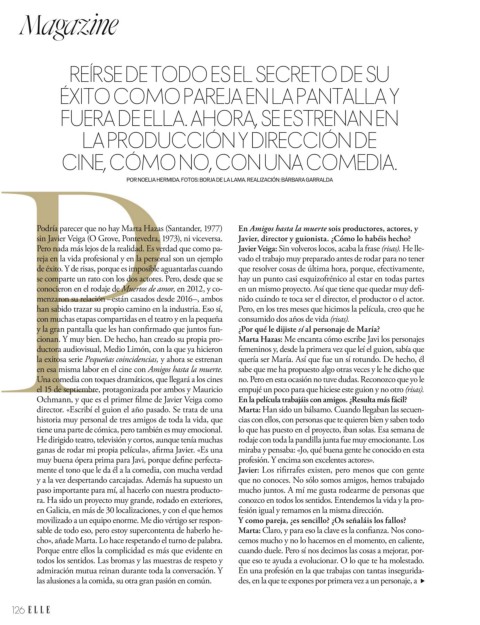 Magazine
REÍRSE DE TODO ES EL SECRETO DE SU
ÉXITO COMO PAREJA EN LA PANTALLA Y
FUERA DE ELLA. AHORA, SE ESTRENAN EN
LA PRODUCCIÓN Y DIRECCIÓN DE
CINE, CÓMO NO, CON UNA COMEDIA.
POR NOELIA HERMIDA. FOTOS: BORJA DE LA LAMA. REALIZACIÓN: BÁRBARA GARRALDA
P
Podría parecer que no hay Marta Hazas (Santander, 1977)
sin Javier Veiga (O Grove, Pontevedra, 1973), ni viceversa.
Pero nada más lejos de la realidad. Es verdad que como pa-
reja en la vida profesional y en la personal son un ejemplo
de éxito. Y de risas, porque es imposible aguantarlas cuando
se comparte un rato con los dos actores. Pero, desde que se
conocieron en el rodaje de Muertos de amor, en 2012, y co-
menzaron su relación –están casados desde 2016–, ambos
han sabido trazar su propio camino en la industria. Eso sí,
con muchas etapas compartidas en el teatro y en la pequeña
y la gran pantalla que les han confirmado que juntos fun-
cionan. Y muy bien. De hecho, han creado su propia pro-
ductora audiovisual, Medio Limón, con la que ya hicieron
la exitosa serie Pequeñas coincidencias, y ahora se estrenan
en esa misma labor en el cine con Amigos hasta la muerte.
Una comedia con toques dramáticos, que llegará a los cines
el 15 de septiembre, protagonizada por ambos y Mauricio
Ochmann, y que es el primer filme de Javier Veiga como
director. «Escribí el guion el año pasado. Se trata de una
historia muy personal de tres amigos de toda la vida, que
tiene una parte de cómica, pero también es muy emocional.
He dirigido teatro, televisión y cortos, aunque tenía muchas
ganas de rodar mi propia película», afirma Javier. «Es una
muy buena ópera prima para Javi, porque define perfecta-
mente el tono que le da él a la comedia, con mucha verdad
y a la vez despertando carcajadas. Además ha supuesto un
paso importante para mí, al hacerlo con nuestra producto-
ra. Ha sido un proyecto muy grande, rodado en exteriores,
en Galicia, en más de 30 localizaciones, y con el que hemos
movilizado a un equipo enorme. Me dio vértigo ser respon-
sable de todo eso, pero estoy supercontenta de haberlo he-
cho», añade Marta. Lo hace respetando el turno de palabra.
Porque entre ellos la complicidad es más que evidente en
todos los sentidos. Las bromas y las muestras de respeto y
admiración mutua reinan durante toda la conversación. Y
las alusiones a la comida, su otra gran pasión en común.
En Amigos hasta la muerte sois productores, actores, y
Javier, director y guionista. ¿Cómo lo habéis hecho?
Javier Veiga: Sin volveros locos, acaba la frase (risas). He lle-
vado el trabajo muy preparado antes de rodar para no tener
que resolver cosas de última hora, porque, efectivamente,
hay un punto casi esquizofrénico al estar en todas partes
en un mismo proyecto. Así que tiene que quedar muy defi-
nido cuándo te toca ser el director, el productor o el actor.
Pero, en los tres meses que hicimos la película, creo que he
consumido dos años de vida (risas).
¿Por qué le dijiste sí al personaje de María?
Marta Hazas: Me encanta cómo escribe Javi los personajes
femeninos y, desde la primera vez que leí el guion, sabía que
quería ser María. Así que fue un sí rotundo. De hecho, él
sabe que me ha propuesto algo otras veces y le he dicho que
no. Pero en esta ocasión no tuve dudas. Reconozco que yo le
empujé un poco para que hiciese este guion y no otro (risas).
En la película trabajáis con amigos. ¿Resulta más fácil?
Marta: Han sido un bálsamo. Cuando llegaban las secuen-
cias con ellos, con personas que te quieren bien y saben todo
lo que has puesto en el proyecto, iban solas. Esa semana de
rodaje con toda la pandilla junta fue muy emocionante. Los
miraba y pensaba: «Jo, qué buena gente he conocido en esta
profesión. Y encima son excelentes actores».
Javier: Los rifirrafes existen, pero menos que con gente
que no conoces. No sólo somos amigos, hemos trabajado
mucho juntos. A mí me gusta rodearme de personas que
conozco en todos los sentidos. Entendemos la vida y la pro-
fesión igual y remamos en la misma dirección.
Y como pareja, ¿es sencillo? ¿Os señaláis los fallos?
Marta: Claro, y para eso la clave es la confianza. Nos cono-
cemos mucho y no lo hacemos en el momento, en caliente,
cuando duele. Pero sí nos decimos las cosas a mejorar, por-
que eso te ayuda a evolucionar. O lo que te ha molestado.
En una profesión en la que trabajas con tantas inseguridа-
des, en la que te expones por primera vez a un personaje, a ▶
126 ELLE